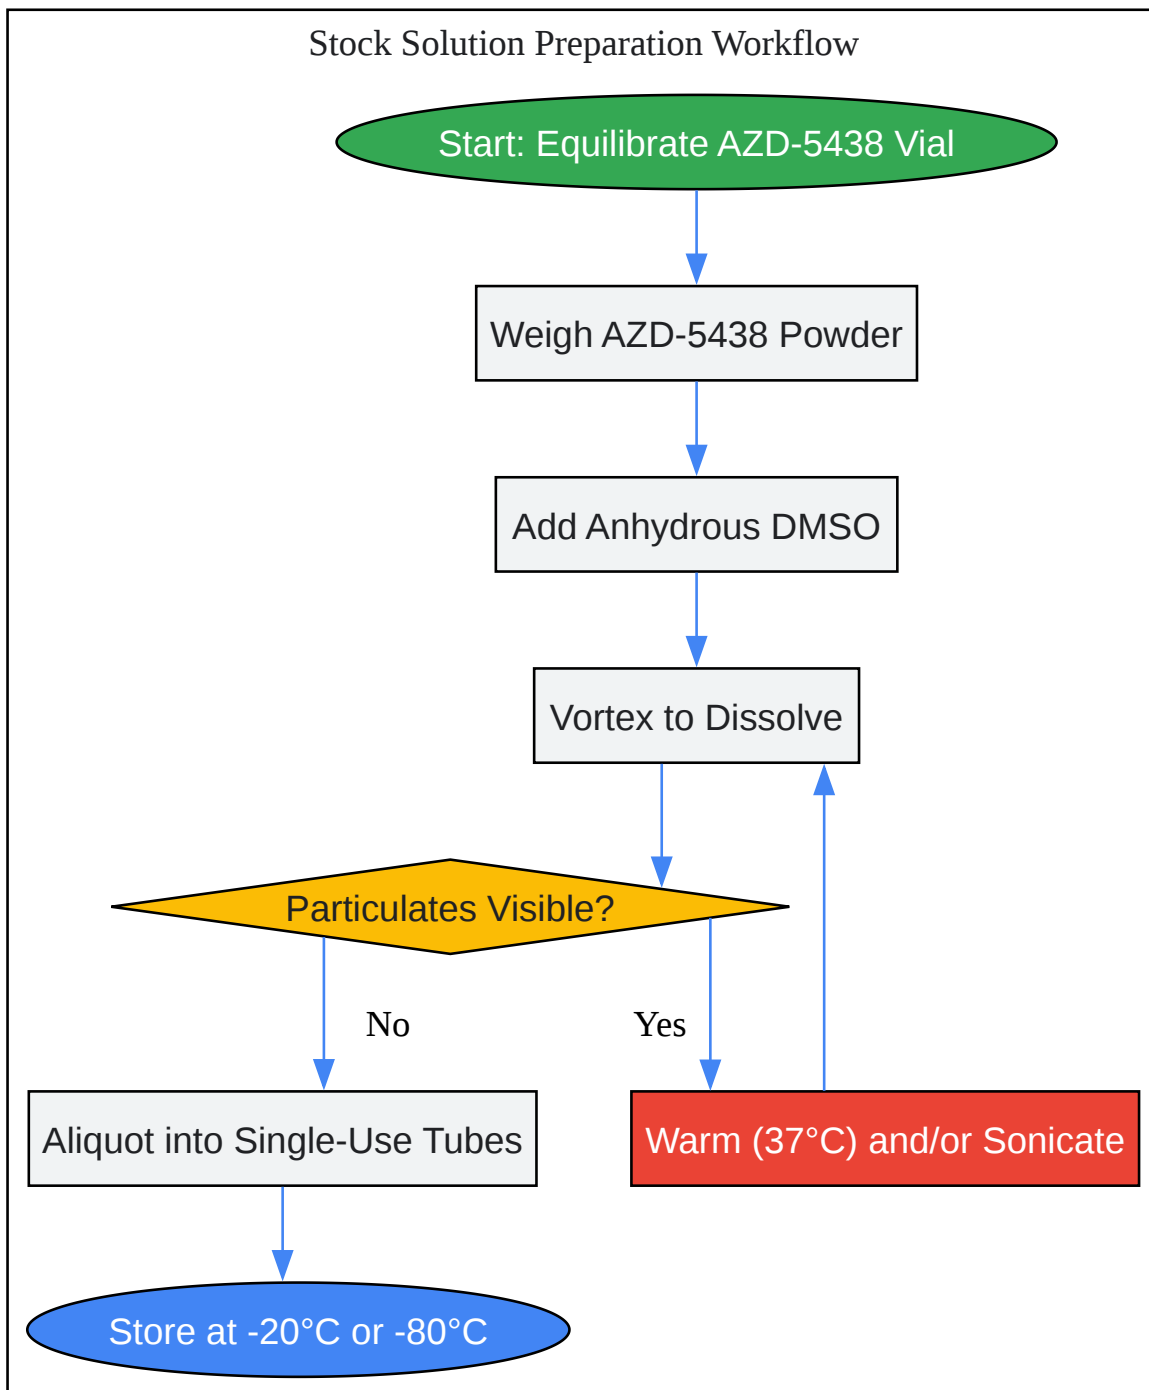 Stock Solution Preparation Workflow
Start: Equilibrate AZD-5438 Vial
Weigh AZD-5438 Powder
Add Anhydrous DMSO
Vortex to Dissolve
Particulates Visible?
No
Yes
Aliquot into Single-Use Tubes
Warm (37°C) and/or Sonicate
Store at -20°C or -80°C